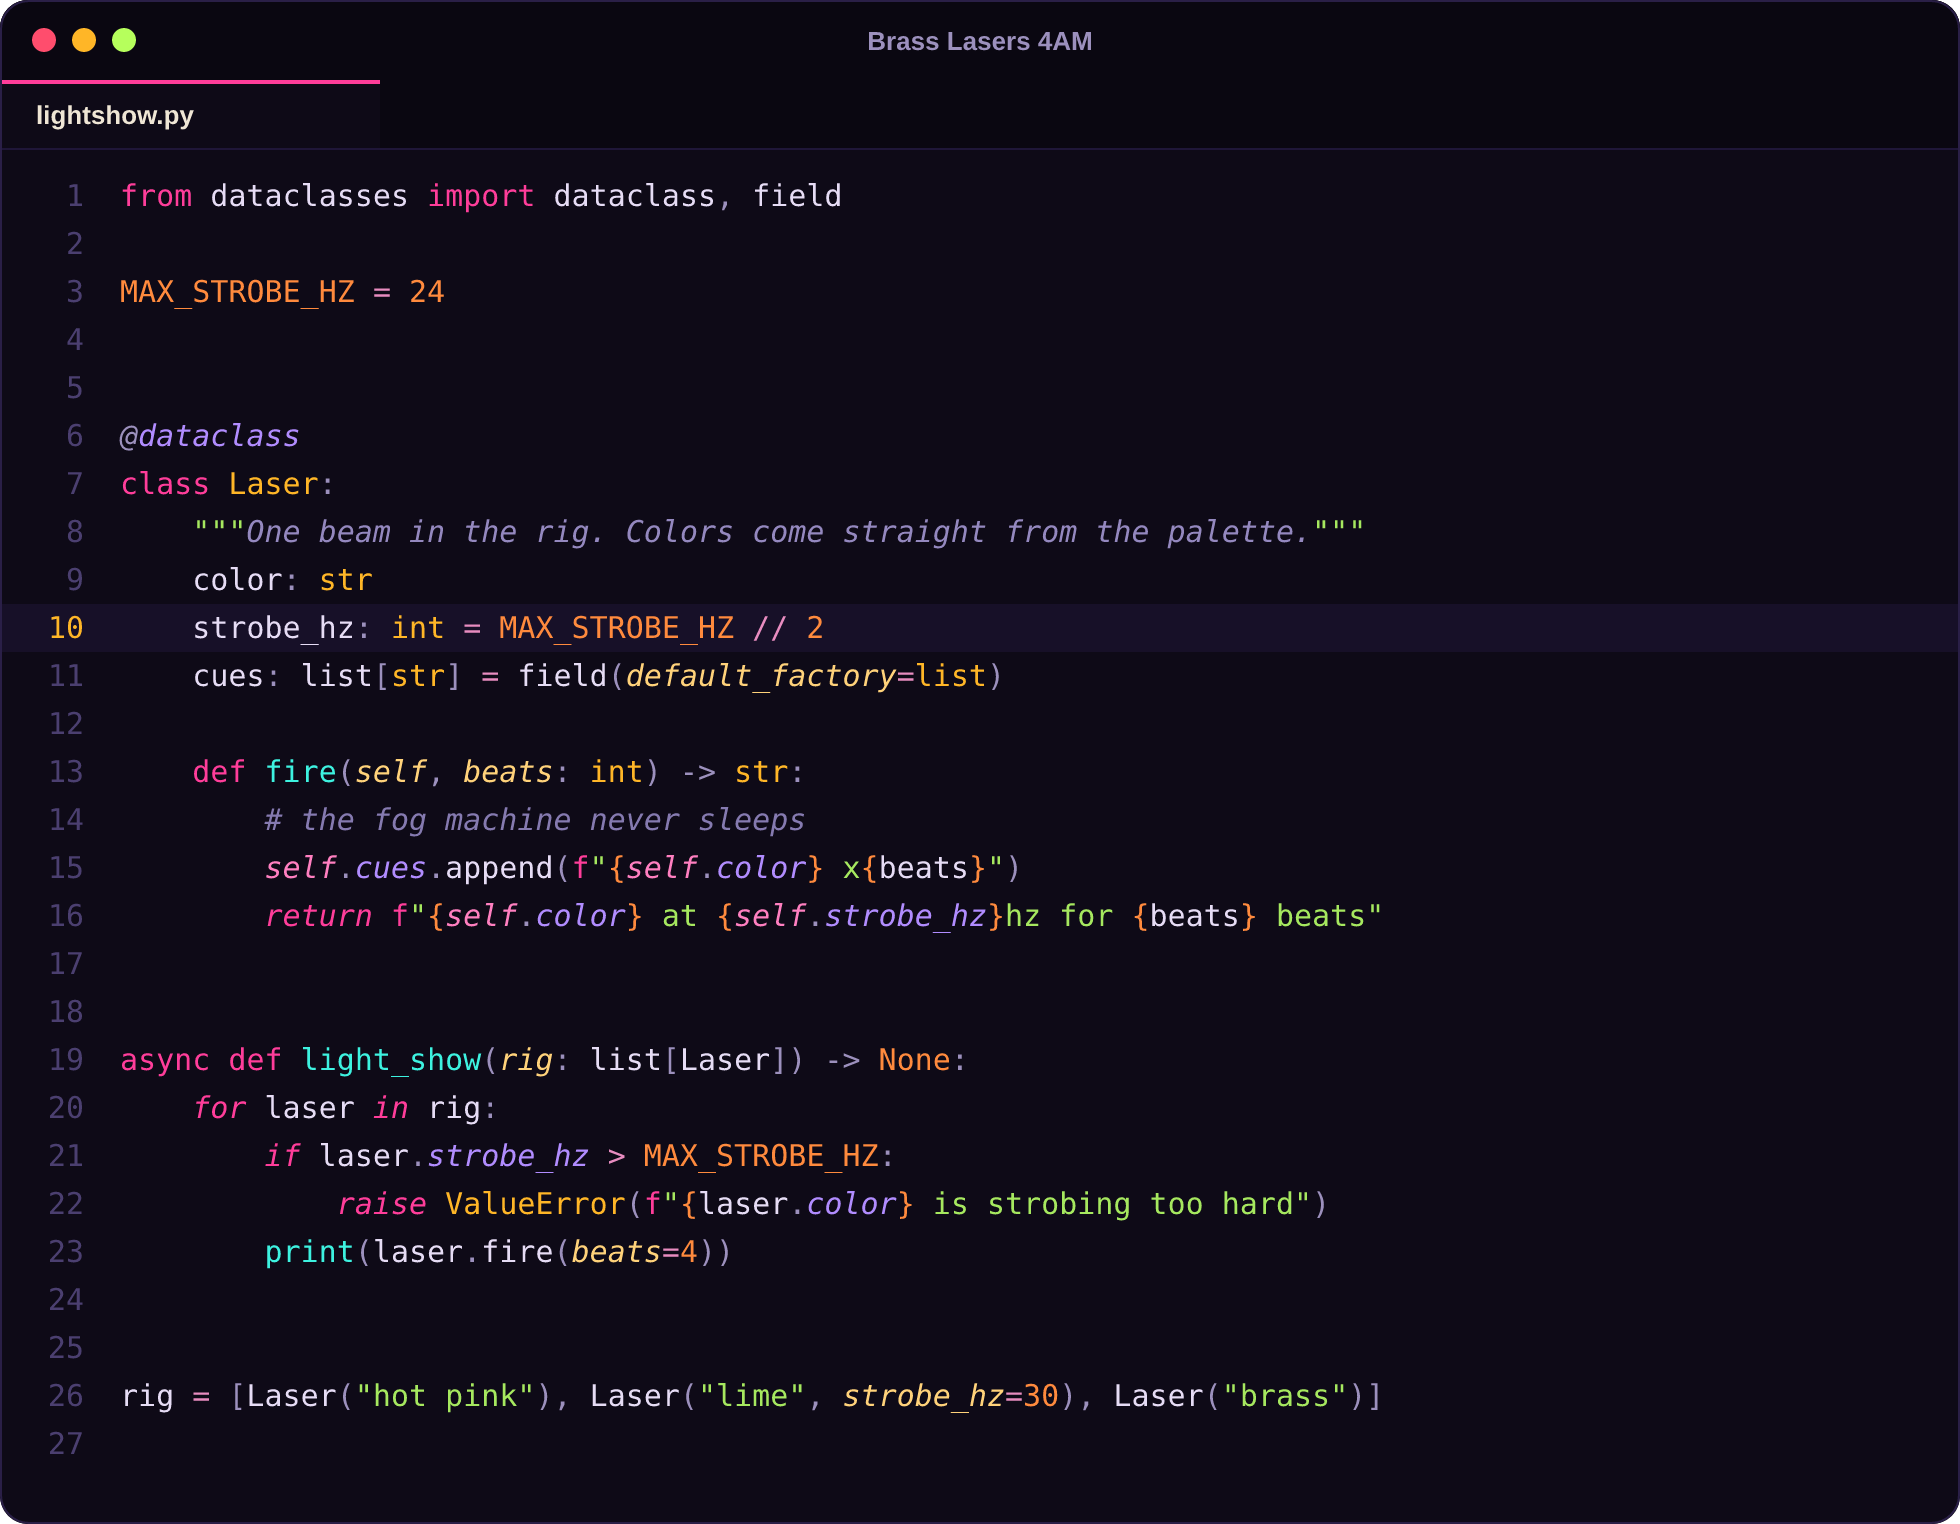 Brass Lasers 4AM
lightshow.py
1 from dataclasses import dataclass, field
2
3 MAX_STROBE_HZ = 24
4
5
6 @dataclass
7 class Laser:
8     """One beam in the rig. Colors come straight from the palette."""
9     color: str
10     strobe_hz: int = MAX_STROBE_HZ // 2
11     cues: list[str] = field(default_factory=list)
12
13     def fire(self, beats: int) -> str:
14         # the fog machine never sleeps
15         self.cues.append(f"{self.color} x{beats}")
16         return f"{self.color} at {self.strobe_hz}hz for {beats} beats"
17
18
19 async def light_show(rig: list[Laser]) -> None:
20     for laser in rig:
21         if laser.strobe_hz > MAX_STROBE_HZ:
22             raise ValueError(f"{laser.color} is strobing too hard")
23         print(laser.fire(beats=4))
24
25
26 rig = [Laser("hot pink"), Laser("lime", strobe_hz=30), Laser("brass")]
27